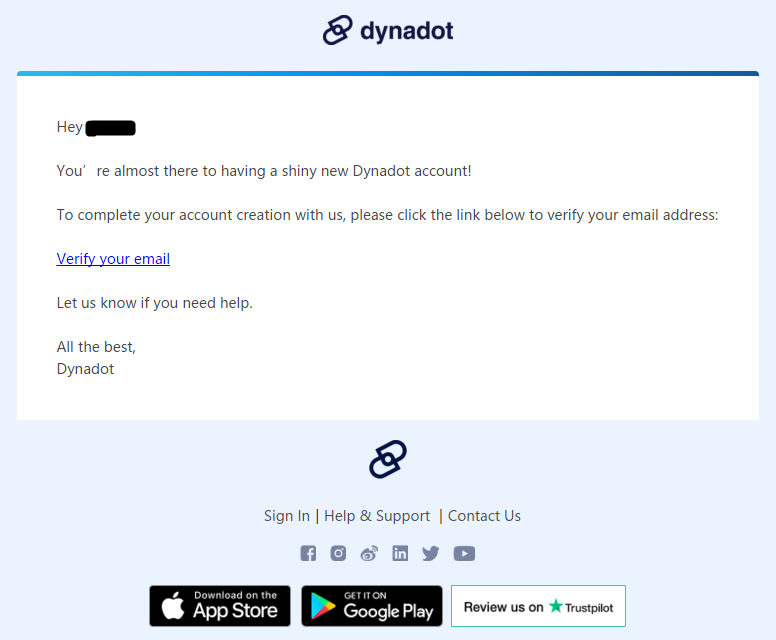 dynadot
Hey
You’ re almost there to having a shiny new Dynadot account!
To complete your account creation with us, please click the link below to verify your email address:
Verify your email
Let us know if you need help.
All the best,
Dynadot
Sign In | Help & Support | Contact Us
Download on the
App Store
GET IT ON
Google Play
Review us on Trustpilot